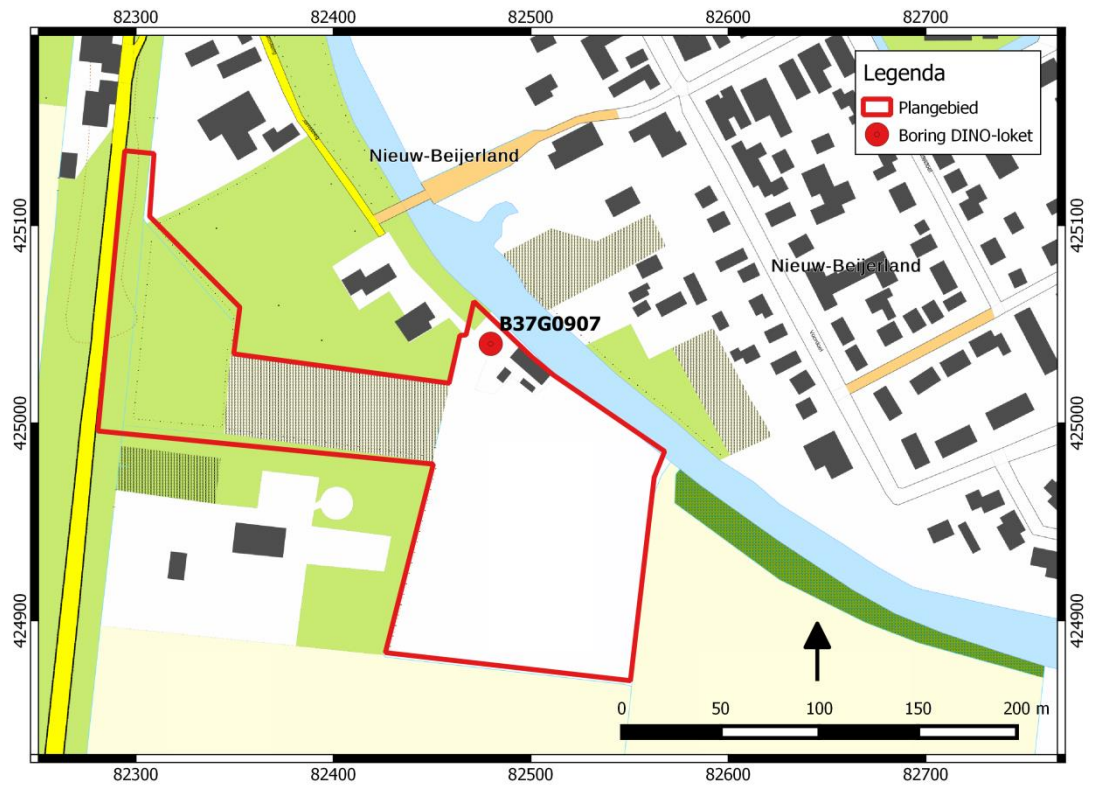 82300 82400 82500 82600 82700
Legenda
Plangebied
Boring DINO-loket
Nieuw-Beijerland
425100 425100
Nieuw-Beijerland
B37G0907
425000 425000
424900 424900
0 50 100 150 200 m
82300 82400 82500 82600 82700